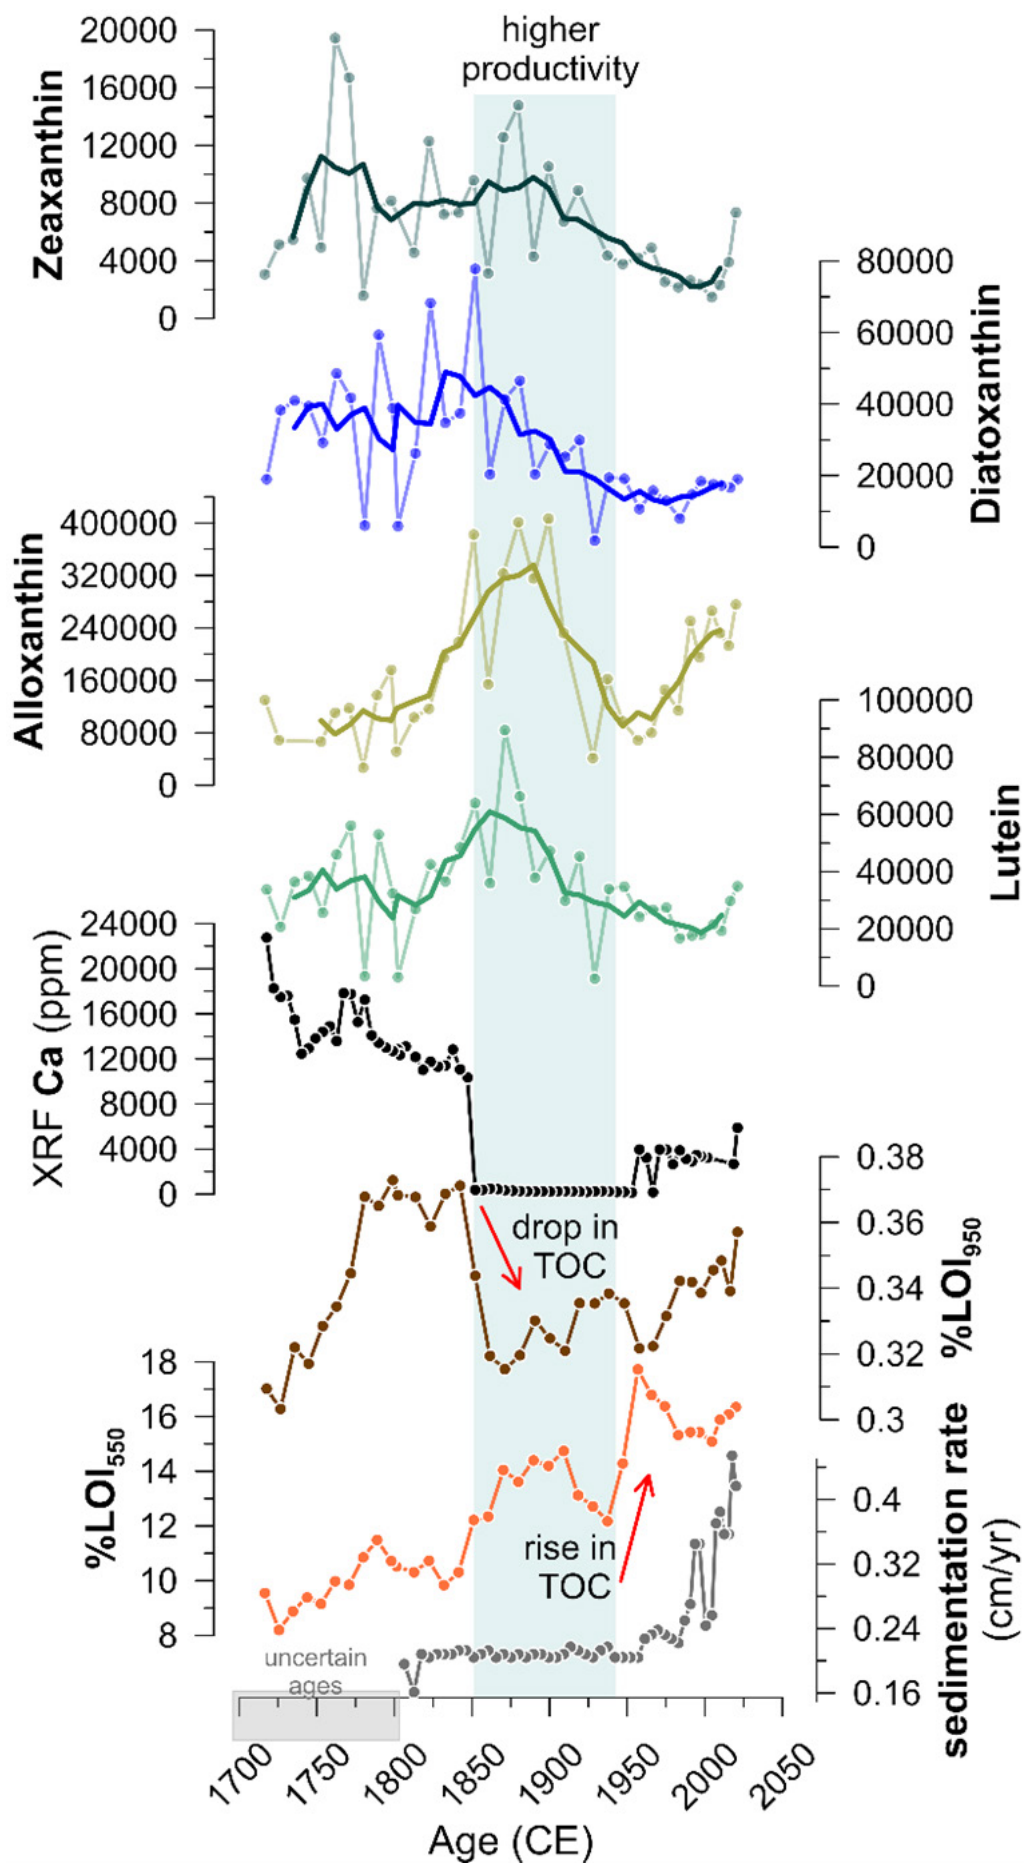 higher
productivity
Zeaxanthin
20000
16000
12000
8000
4000
0
Diatoxanthin
80000
60000
40000
20000
0
Alloxanthin
400000
320000
240000
160000
80000
0
Lutein
100000
80000
60000
40000
20000
0
XRF Ca (ppm)
24000
20000
16000
12000
8000
4000
0
drop in
TOC
%LOI950
0.38
0.36
0.34
0.32
0.3
%LOI550
18
16
14
12
10
8
rise in
TOC
sedimentation rate
(cm/yr)
0.4
0.32
0.24
0.16
uncertain
ages
1700
1750
1800
1850
1900
1950
2000
2050
Age (CE)